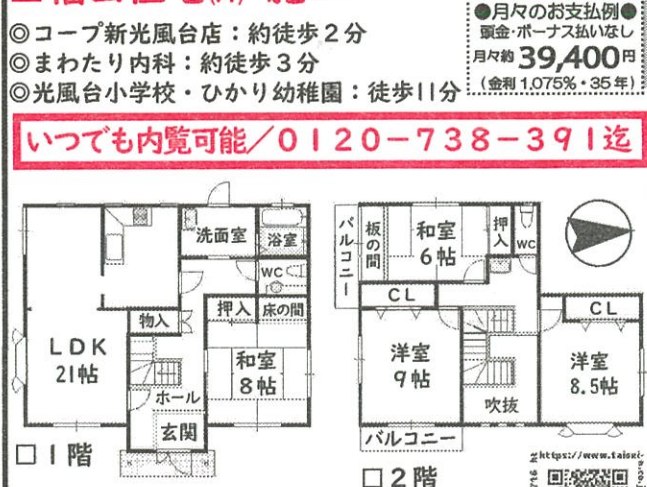 ◎コープ新光風台店：約徒歩2分
◎まわたり内科：約徒歩3分
◎光風台小学校・ひかり幼稚園：徒歩11分
●月々のお支払例●
頭金・ボーナス払いなし
月々約 39,400円
(金利 1.075%・35年)
いつでも内覧可能／0120-738-391迄
洗面室
浴室
WC
物入
押入
床の間
LDK
21帖
和室
8帖
ホール
玄関
□1階
バルコニー
板の間
和室
6帖
押入
WC
CL
CL
洋室
9帖
洋室
8.5帖
吹抜
バルコニー
□2階
https://www.taisei-